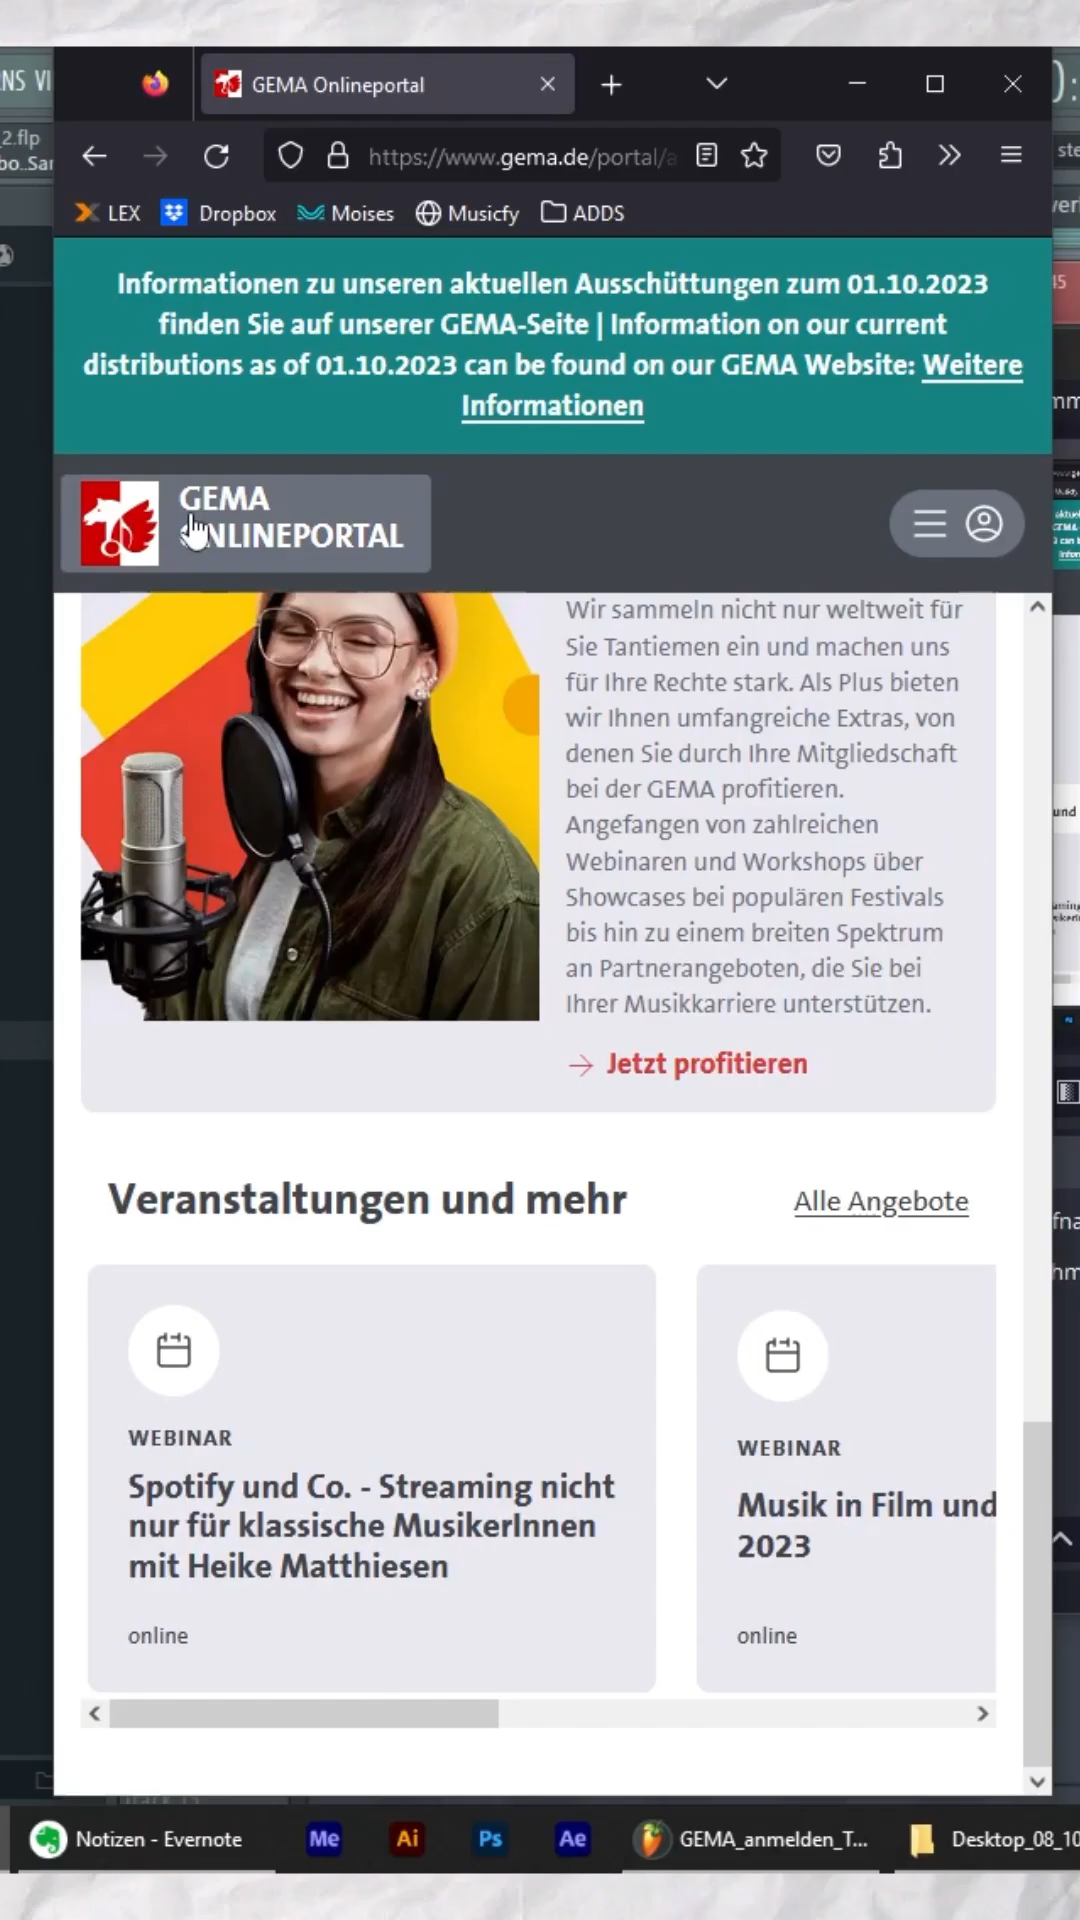 RNS VI
_2.flp
bo..Sar
GEMA Onlineportal
https://www.gema.de/portal/a
LEX Dropbox Moises Musicfy ADDS
Informationen zu unseren aktuellen Ausschüttungen zum 01.10.2023
finden Sie auf unserer GEMA-Seite | Information on our current
distributions as of 01.10.2023 can be found on our GEMA Website: Weitere
Informationen
GEMA
ONLINEPORTAL
Wir sammeln nicht nur weltweit für
Sie Tantiemen ein und machen uns
für Ihre Rechte stark. Als Plus bieten
wir Ihnen umfangreiche Extras, von
denen Sie durch Ihre Mitgliedschaft
bei der GEMA profitieren.
Angefangen von zahlreichen
Webinaren und Workshops über
Showcases bei populären Festivals
bis hin zu einem breiten Spektrum
an Partnerangeboten, die Sie bei
Ihrer Musikkarriere unterstützen.
→ Jetzt profitieren
Veranstaltungen und mehr
Alle Angebote
WEBINAR
Spotify und Co. - Streaming nicht
nur für klassische MusikerInnen
mit Heike Matthiesen
online
WEBINAR
Musik in Film und
2023
online
Notizen - Evernote Me Ai Ps Ae GEMA_anmelden_T... Desktop_08_10